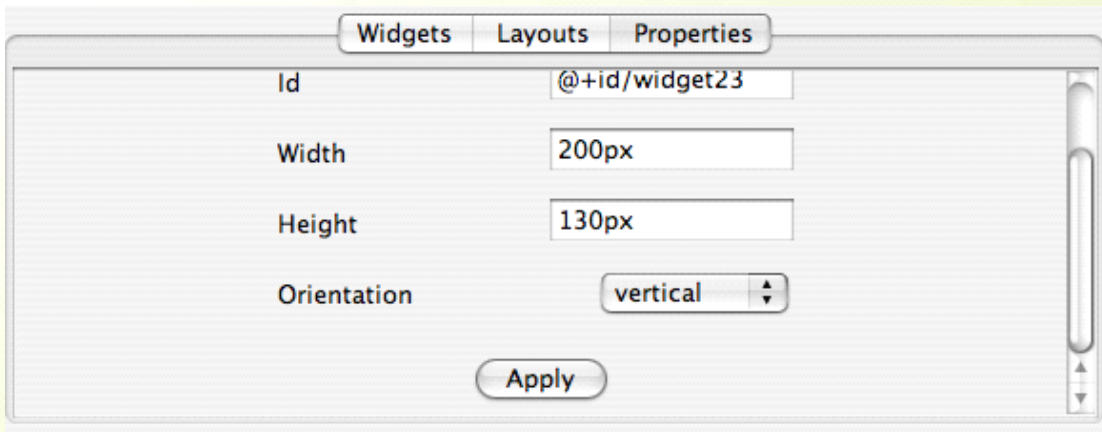 Widgets Layouts Properties
Id @+id/widget23
Width 200px
Height 130px
Orientation vertical
Apply